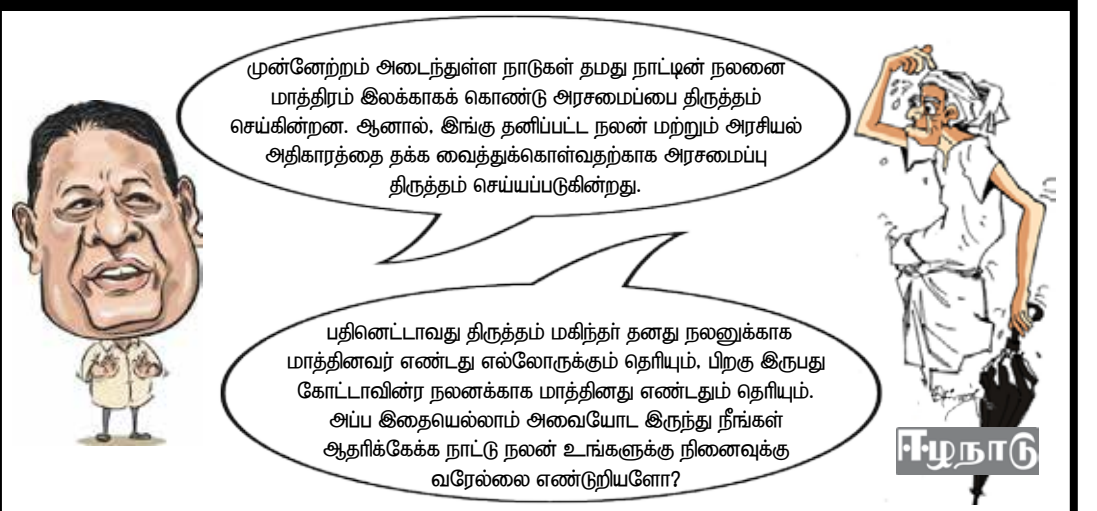 முன்னேற்றம் அடைந்துள்ள நாடுகள் தமது நாட்டின் நலனை
மாத்திரம் இலக்காகக் கொண்டு அரசமைப்பை திருத்தம்
செய்கின்றன. ஆனால், இங்கு தனிப்பட்ட நலன் மற்றும் அரசியல்
அதிகாரத்தை தக்க வைத்துக்கொள்வதற்காக அரசமைப்பு
திருத்தம் செய்யப்படுகின்றது.
பதினெட்டாவது திருத்தம் மகிந்தர் தனது நலனுக்காக
மாத்தினவர் எண்டது எல்லோருக்கும் தெரியும், பிறகு இருபது
கோட்டாவின்ர நலனக்காக மாத்தினது எண்டதும் தெரியும்.
அப்ப இதையெல்லாம் அவையோட இருந்து நீங்கள்
ஆதரிக்கேக்க நாட்டு நலன் உங்களுக்கு நினைவுக்கு
வரேல்லை எண்டுறியளோ?
ஈழநாடு